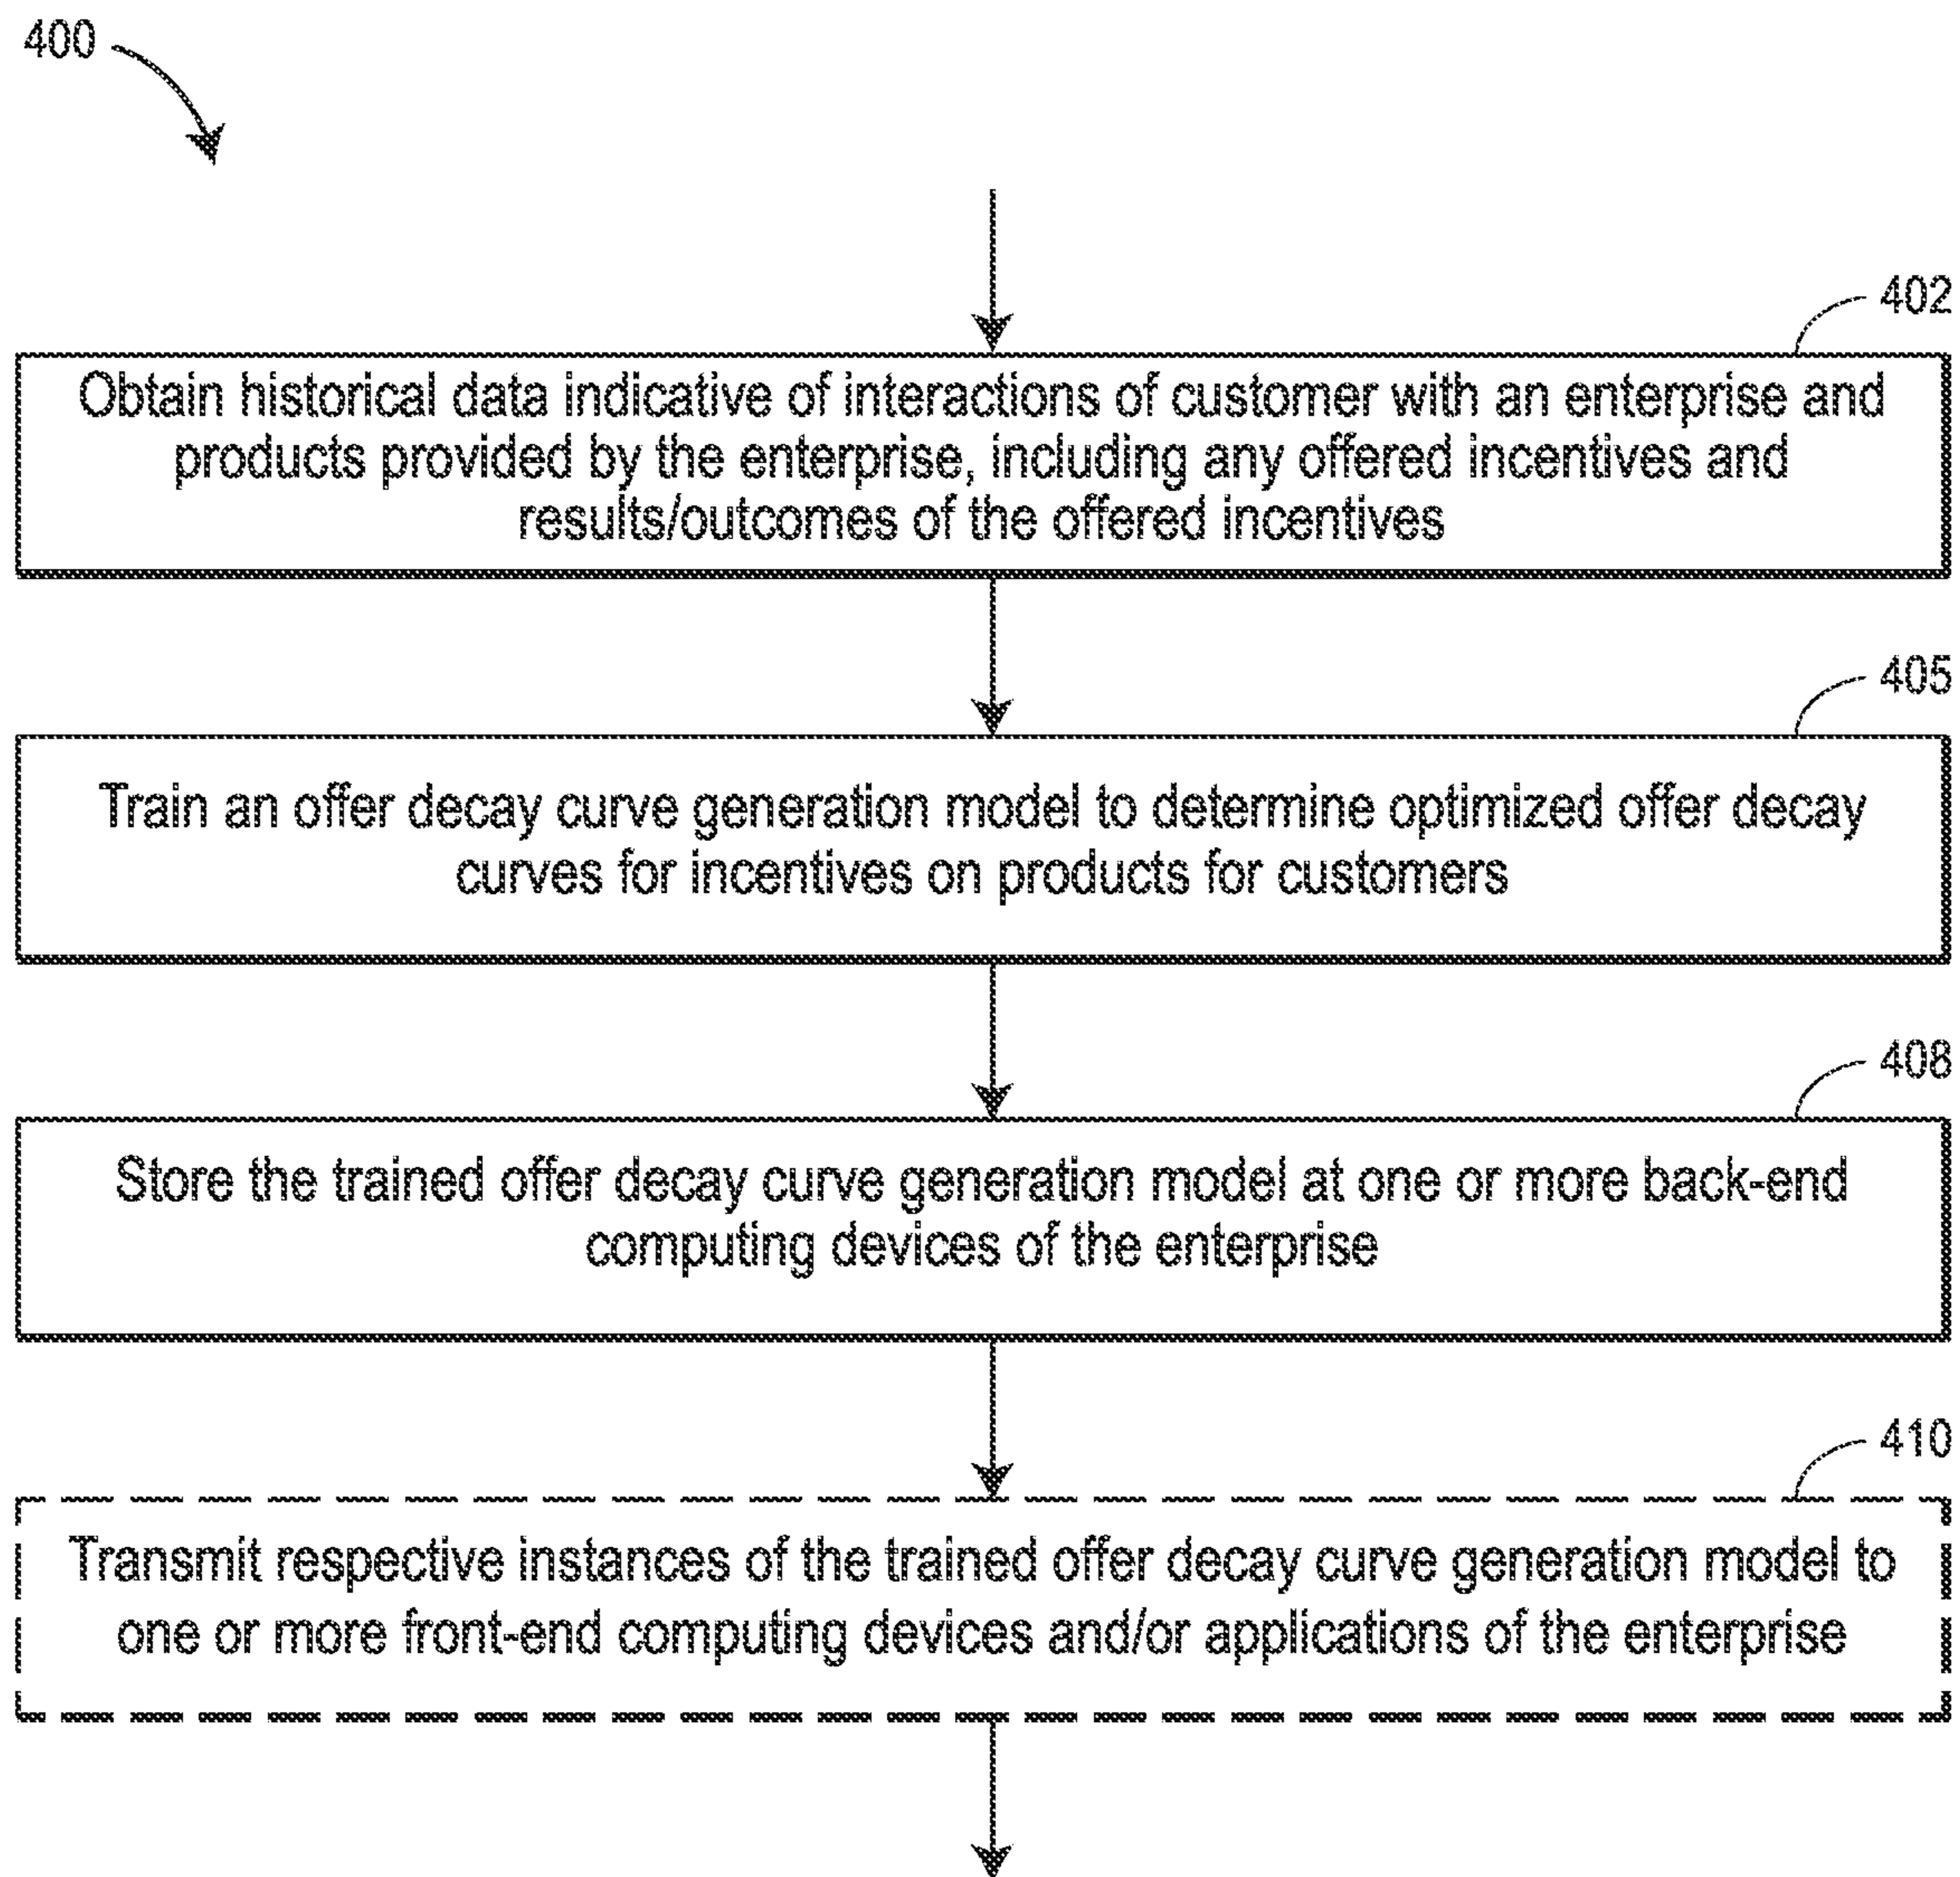 400
402
Obtain historical data indicative of interactions of customer with an enterprise and
products provided by the enterprise, including any offered incentives and
results/outcomes of the offered incentives
405
Train an offer decay curve generation model to determine optimized offer decay
curves for incentives on products for customers
408
Store the trained offer decay curve generation model at one or more back-end
computing devices of the enterprise
410
Transmit respective instances of the trained offer decay curve generation model to
one or more front-end computing devices and/or applications of the enterprise